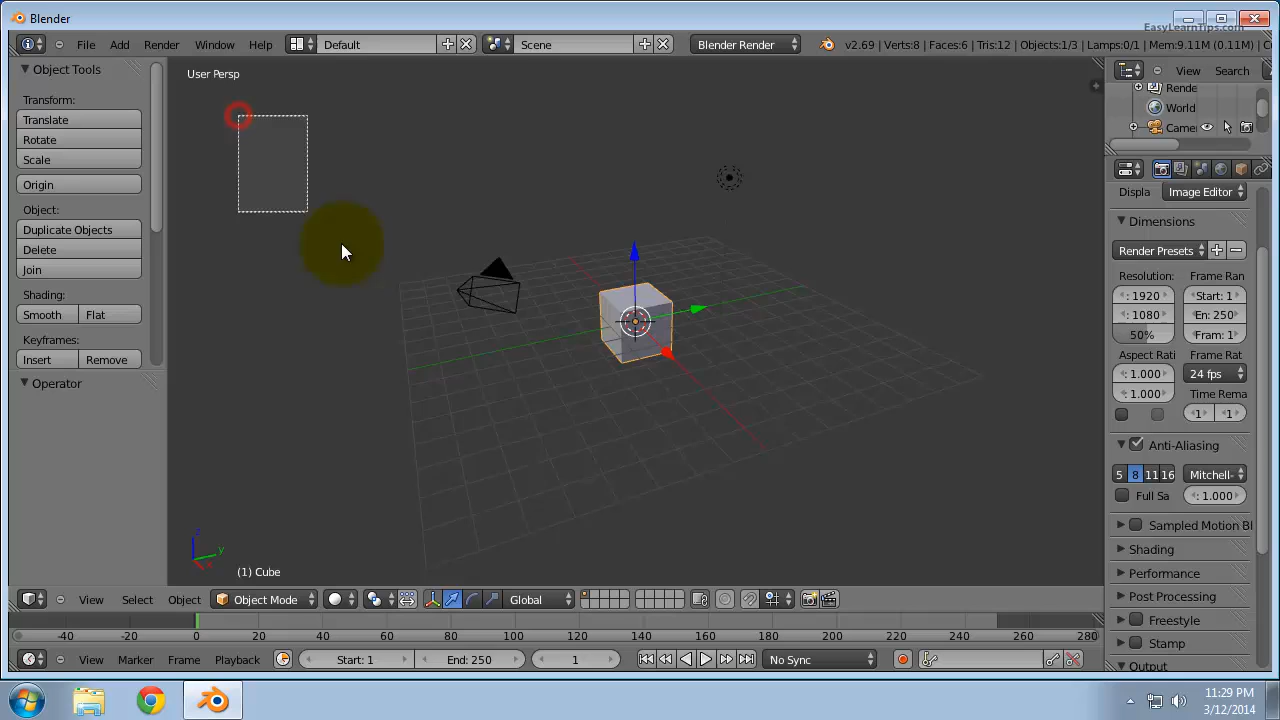 Blender
EasyLearnTips.com
File Add Render Window Help Default Scene Blender Render v2.69 | Verts:8 | Faces:6 | Tris:12 | Objects:1/3 | Lamps:0/1 | Mem:9.11M (0.11M) | C
Object Tools
Transform:
Translate
Rotate
Scale
Origin
Object:
Duplicate Objects
Delete
Join
Shading:
Smooth Flat
Keyframes:
Insert Remove
Operator
User Persp
z
y
x
(1) Cube
View Search
Rende
World
Came
Displa Image Editor
Dimensions
Render Presets
Resolution: Frame Ran
: 1920 Start: 1
: 1080 En: 250
50% Fram: 1
Aspect Rati Frame Rat
: 1.000 24 fps
: 1.000 Time Rema
1 1
Anti-Aliasing
5 8 11 16 Mitchell-
Full Sa : 1.000
Sampled Motion Bl
Shading
Performance
Post Processing
Freestyle
Stamp
Output
View Select Object Object Mode Global
-40 -20 0 20 40 60 80 100 120 140 160 180 200 220 240 260 280
View Marker Frame Playback Start: 1 End: 250 1 No Sync
11:29 PM
3/12/2014